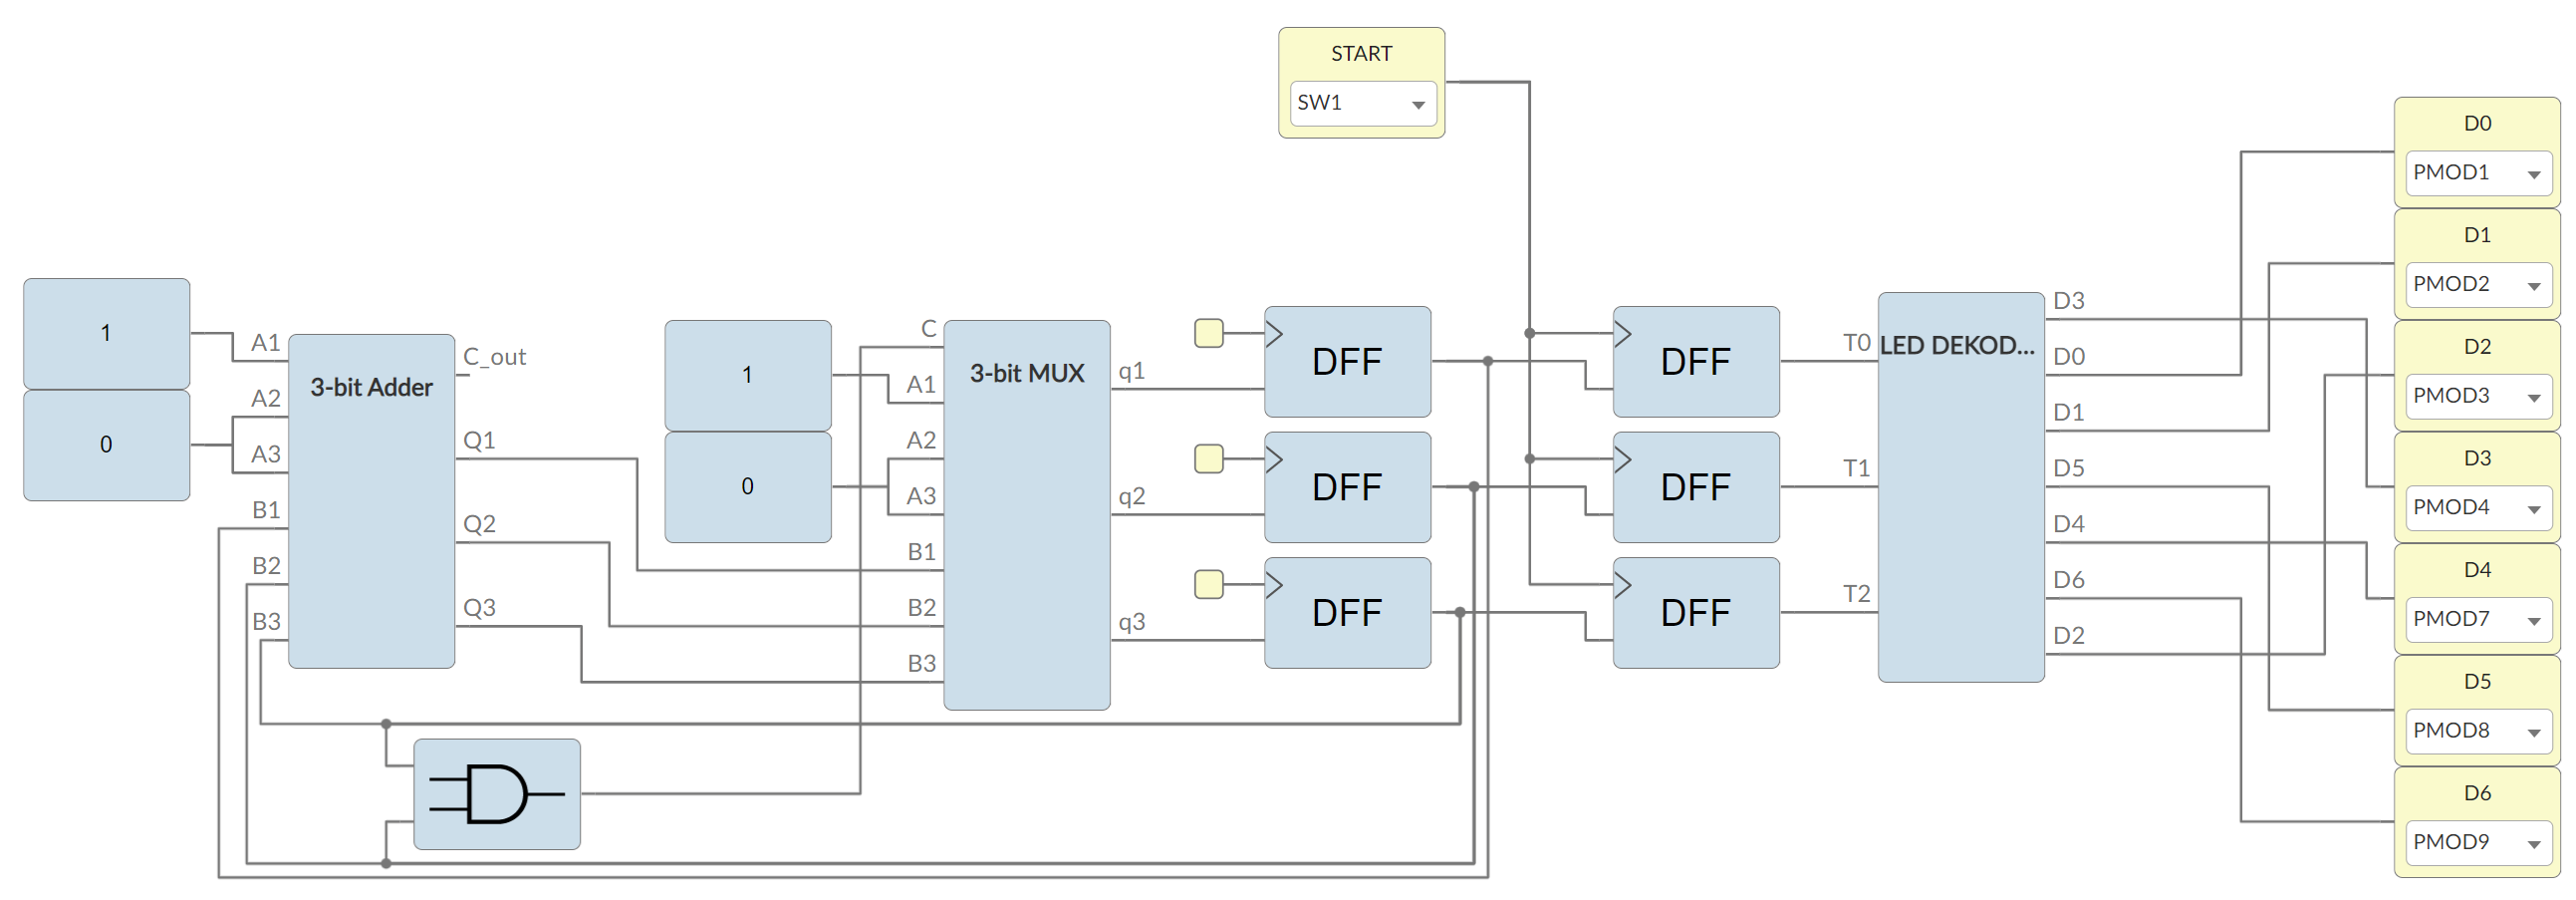 START
SW1
1
0
A1
A2
A3
B1
B2
B3
3-bit Adder
C_out
Q1
Q2
Q3
1
0
C
A1
A2
A3
B1
B2
B3
3-bit MUX
q1
q2
q3
DFF
DFF
DFF
DFF
DFF
DFF
T0
T1
T2
LED DEKOD...
D3
D0
D1
D5
D4
D6
D2
D0
PMOD1
D1
PMOD2
D2
PMOD3
D3
PMOD4
D4
PMOD7
D5
PMOD8
D6
PMOD9